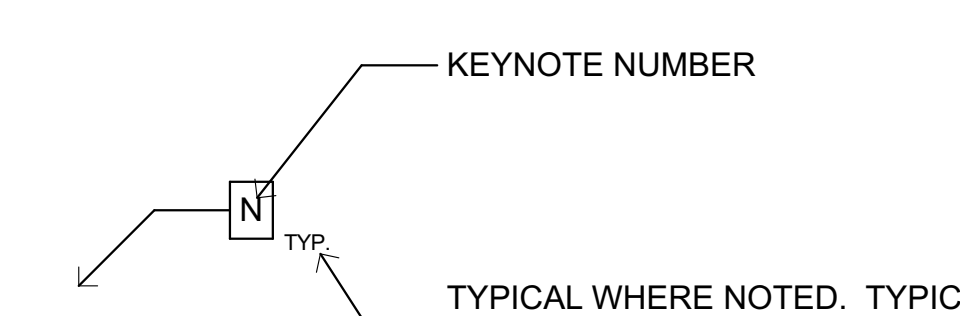 KEYNOTE NUMBER
N
TYP.
TYPICAL WHERE NOTED. TYPIC